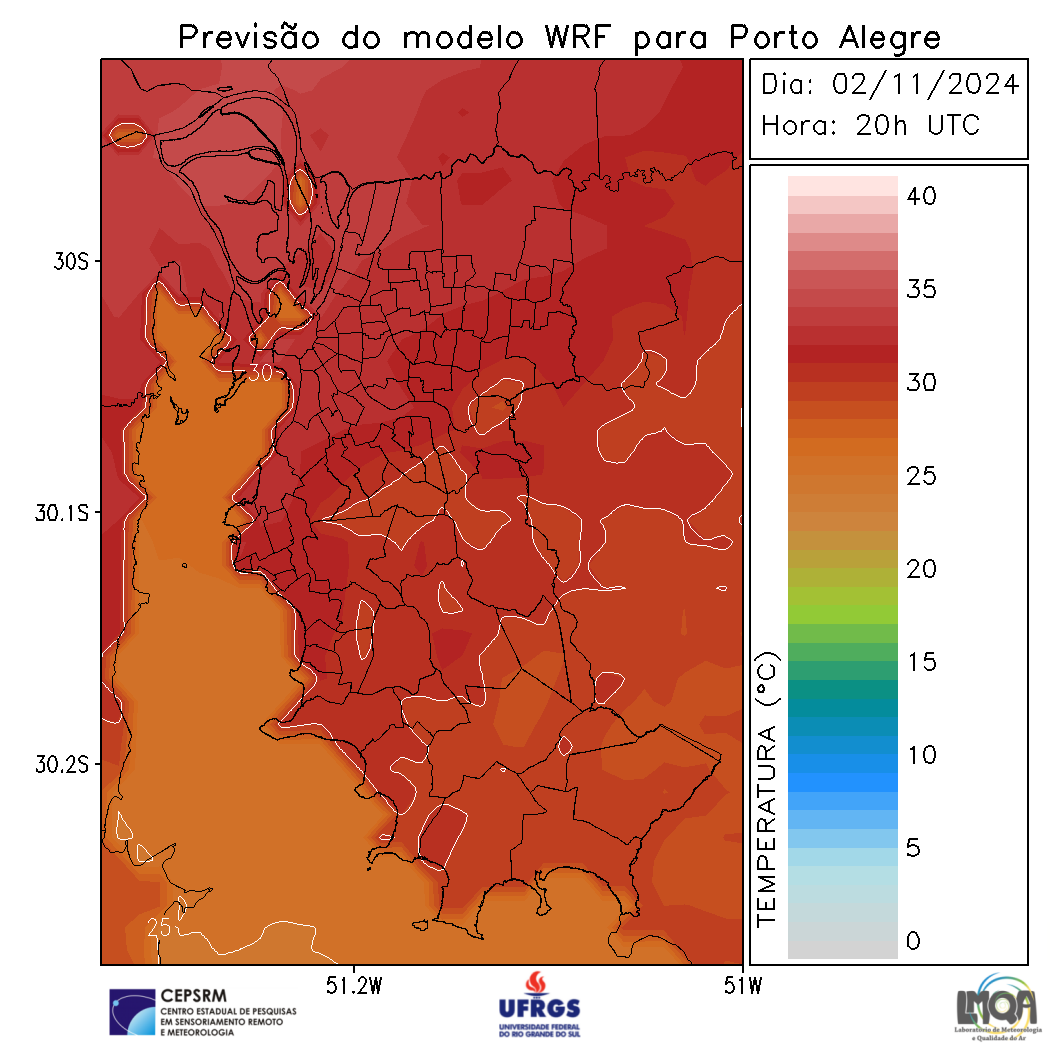 Previsão do modelo WRF para Porto Alegre
Dia: 02/11/2024
Hora: 20h UTC
40
35
30
25
20
15
10
5
0
TEMPERATURA (°C)
30S
30.1S
30.2S
30
25
51.2W
51W
CEPSRM
CENTRO ESTADUAL DE PESQUISAS
EM SENSORIAMENTO REMOTO
E METEOROLOGIA
UFRGS
UNIVERSIDADE FEDERAL
DO RIO GRANDE DO SUL
LMQA
Laboratório de Meteorologia
e Qualidade do Ar